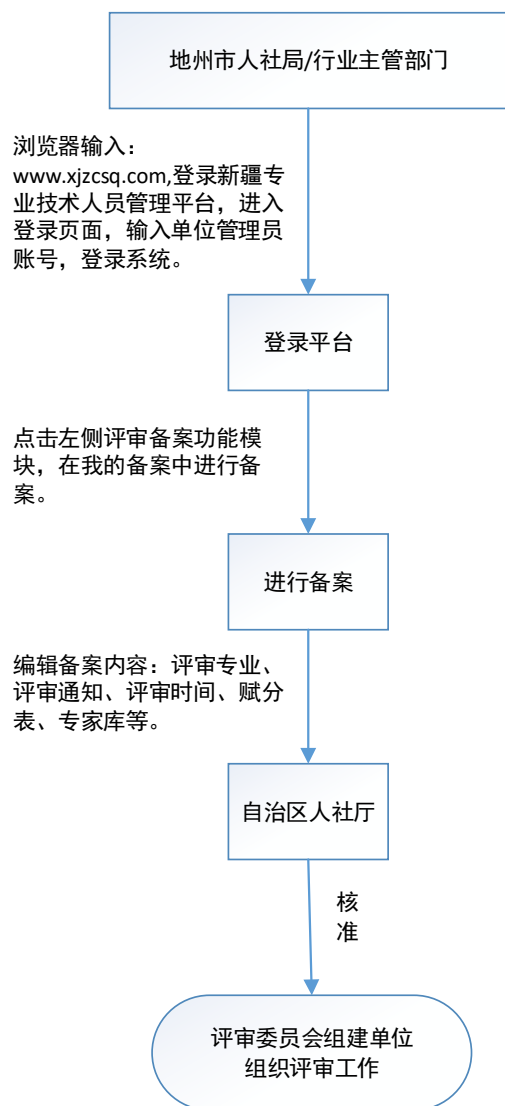 地州市人社局/行业主管部门
浏览器输入：
www.xjzcsq.com,登录新疆专
业技术人员管理平台，进入
登录页面，输入单位管理员
账号，登录系统。
登录平台
点击左侧评审备案功能模
块，在我的备案中进行备
案。
进行备案
编辑备案内容：评审专业、
评审通知、评审时间、赋分
表、专家库等。
自治区人社厅
核
准
评审委员会组建单位
组织评审工作